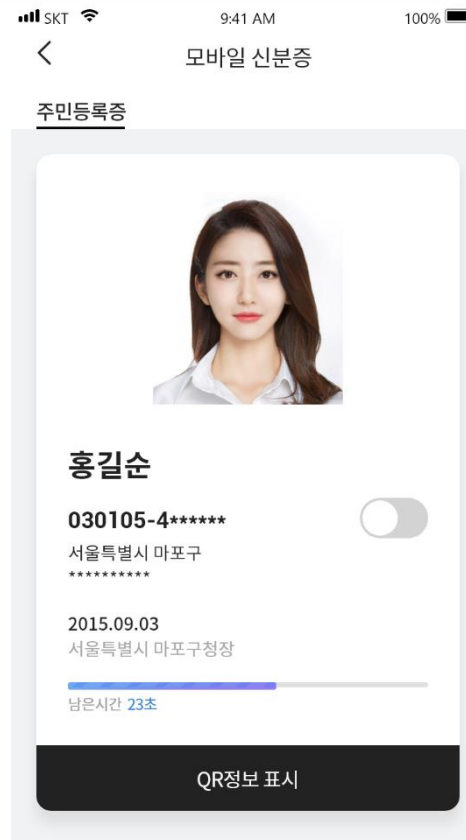 SKT 9:41 AM 100%
모바일 신분증
주민등록증
홍길순
030105-4******
서울특별시 마포구
**********
2015.09.03
서울특별시 마포구청장
남은시간 23초
QR정보 표시